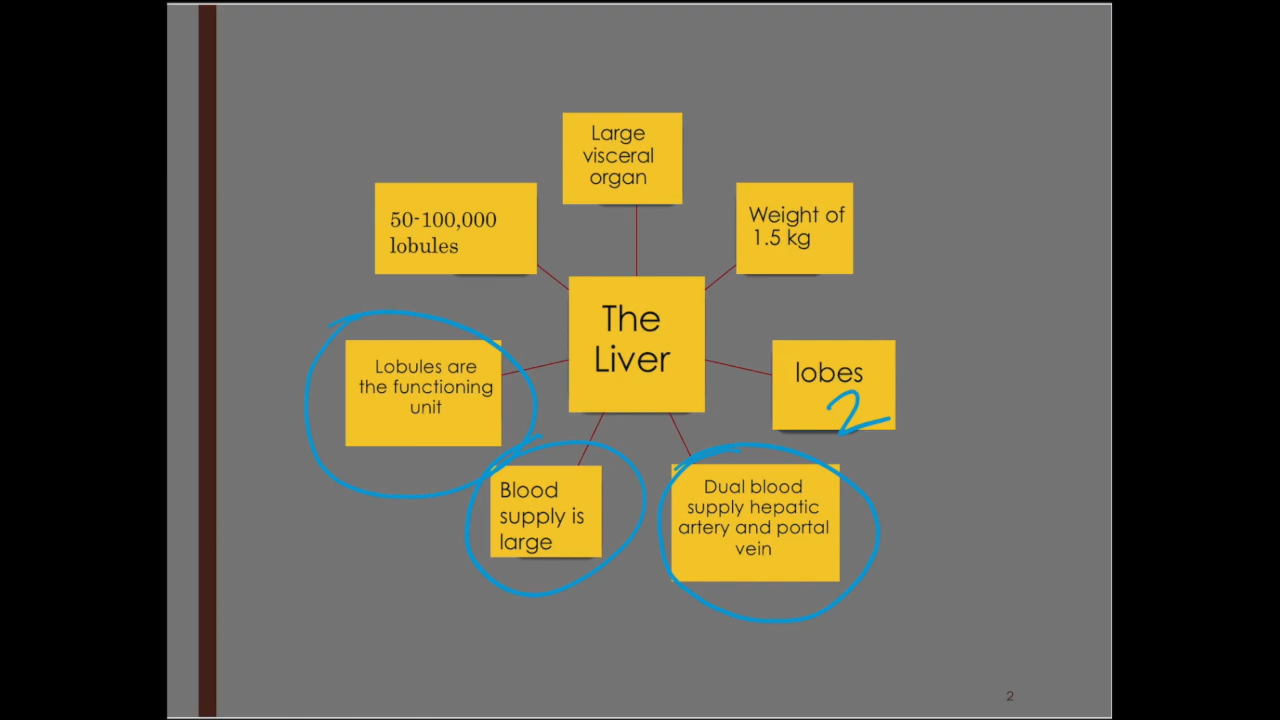 Large
visceral
organ
50-100,000
lobules
Weight of
1.5 kg
The
Liver
Lobules are
the functioning
unit
lobes
2
Blood
supply is
large
Dual blood
supply hepatic
artery and portal
vein
2